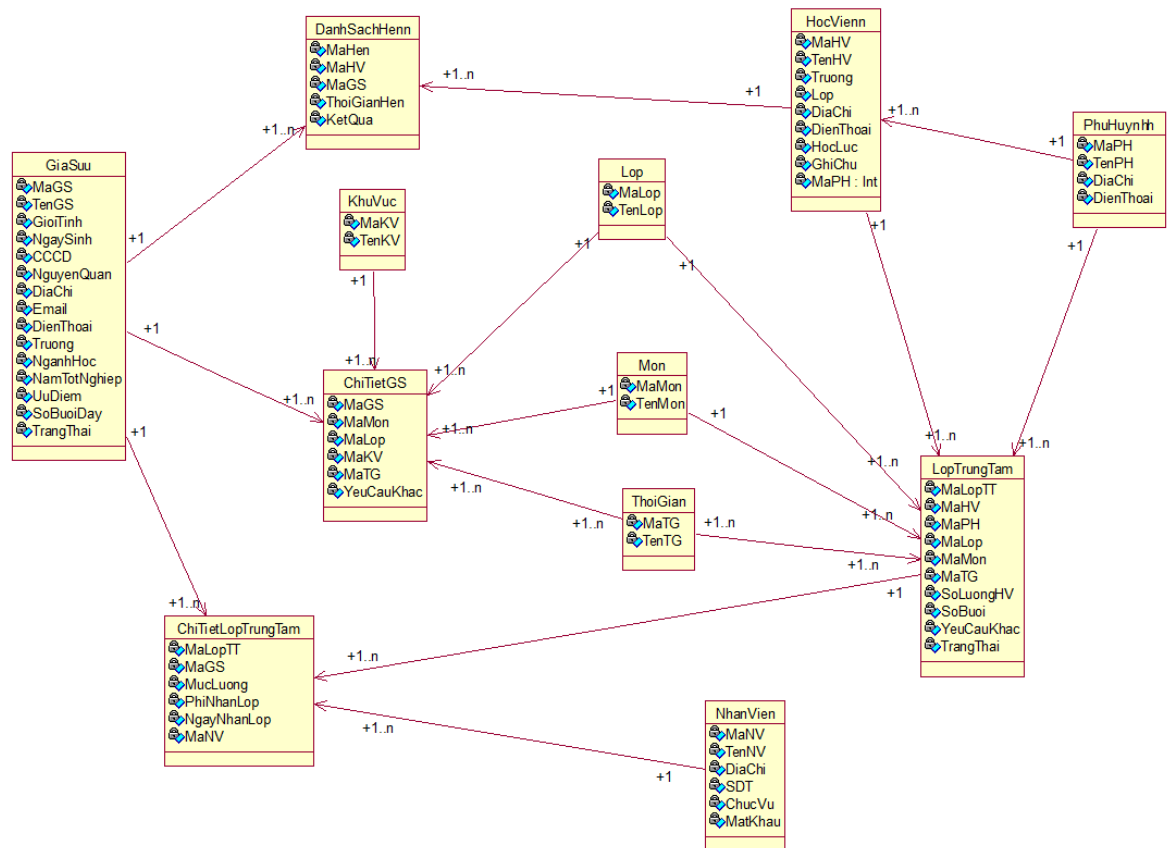 DanhSachHenn
MaHen
MaHV
MaGS
ThoiGianHen
KetQua
HocVienn
MaHV
TenHV
Truong
Lop
DiaChi
DienThoai
HocLuc
GhiChu
MaPH : Int
PhuHuynhh
MaPH
TenPH
DiaChi
DienThoai
GiaSuu
MaGS
TenGS
GioiTinh
NgaySinh
CCCD
NguyenQuan
DiaChi
Email
DienThoai
Truong
NganhHoc
NamTotNghiep
UuDiem
SoBuoiDay
TrangThai
KhuVuc
MaKV
TenKV
Lop
MaLop
TenLop
ChiTietGS
MaGS
MaMon
MaLop
MaKV
MaTG
YeuCauKhac
Mon
MaMon
TenMon
ThoiGian
MaTG
TenTG
LopTrungTam
MaLopTT
MaHV
MaPH
MaLop
MaMon
MaTG
SoLuongHV
SoBuoi
YeuCauKhac
TrangThai
ChiTietLopTrungTam
MaLopTT
MaGS
MucLuong
PhiNhanLop
NgayNhanLop
MaNV
NhanVien
MaNV
TenNV
DiaChi
SDT
ChucVu
MatKhau
+1..n
+1
+1..n
+1
+1..n
+1
+1
+1..n
+1
+1..n
+1
+1..n
+1
+1..n
+1
+1..n
+1
+1..n
+1
+1..n
+1
+1..n
+1..n
+1..n
+1..n
+1..n
+1
+1..n
+1
+1..n
+1
+1..n